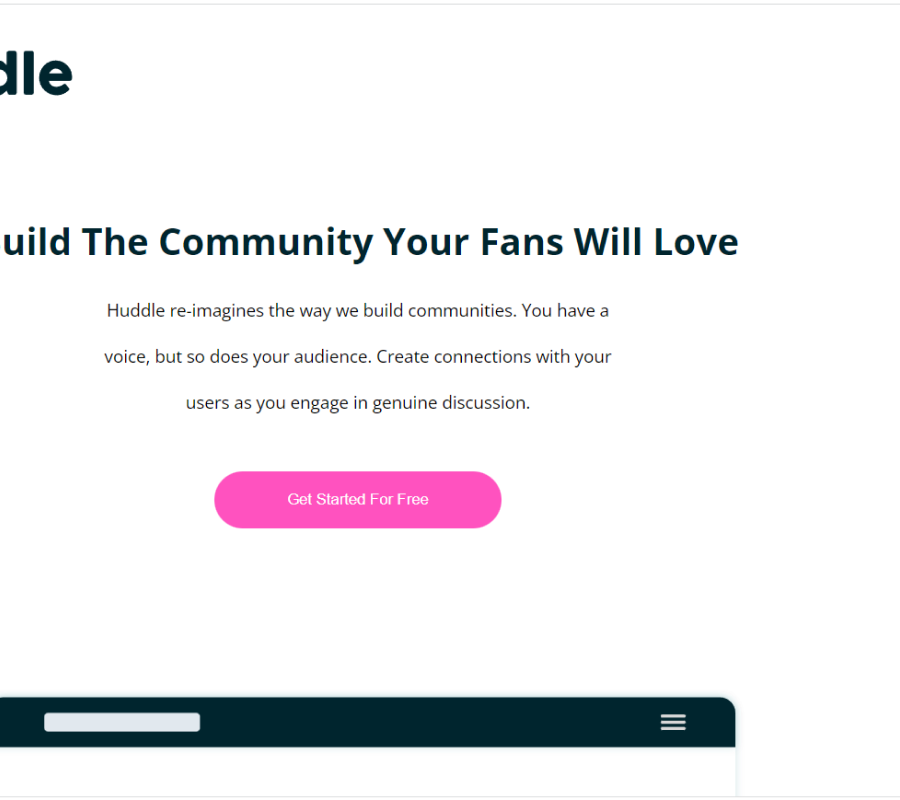 dle
uild The Community Your Fans Will Love
Huddle re-imagines the way we build communities. You have a
voice, but so does your audience. Create connections with your
users as you engage in genuine discussion.
Get Started For Free